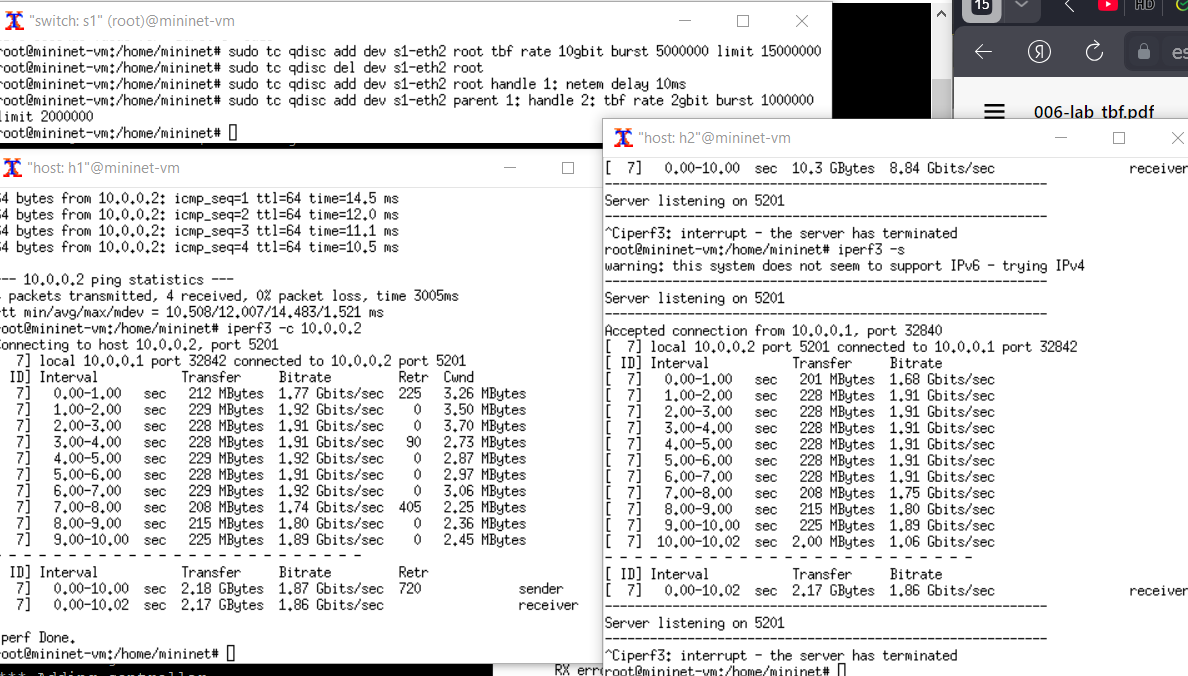 "switch: s1" (root)@mininet-vm
root@mininet-vm:/home/mininet# sudo tc qdisc add dev s1-eth2 root tbf rate 10gbit burst 5000000 limit 15000000
root@mininet-vm:/home/mininet# sudo tc qdisc del dev s1-eth2 root
root@mininet-vm:/home/mininet# sudo tc qdisc add dev s1-eth2 root handle 1: netem delay 10ms
root@mininet-vm:/home/mininet# sudo tc qdisc add dev s1-eth2 parent 1: handle 2: tbf rate 2gbit burst 1000000
limit 2000000
root@mininet-vm:/home/mininet#
15
HD
Я
es
006-lab_tbf.pdf
"host: h1"@mininet-vm
64 bytes from 10.0.0.2: icmp_seq=1 ttl=64 time=14.5 ms
64 bytes from 10.0.0.2: icmp_seq=2 ttl=64 time=12.0 ms
64 bytes from 10.0.0.2: icmp_seq=3 ttl=64 time=11.1 ms
64 bytes from 10.0.0.2: icmp_seq=4 ttl=64 time=10.5 ms
--- 10.0.0.2 ping statistics ---
packets transmitted, 4 received, 0% packet loss, time 3005ms
rtt min/avg/max/mdev = 10.508/12.007/14.483/1.521 ms
root@mininet-vm:/home/mininet# iperf3 -c 10.0.0.2
Connecting to host 10.0.0.2, port 5201
7] local 10.0.0.1 port 32842 connected to 10.0.0.2 port 5201
ID] Interval Transfer Bitrate Retr Cwnd
7] 0.00-1.00 sec 212 MBytes 1.77 Gbits/sec 225 3.26 MBytes
7] 1.00-2.00 sec 229 MBytes 1.92 Gbits/sec 0 3.50 MBytes
7] 2.00-3.00 sec 228 MBytes 1.91 Gbits/sec 0 3.70 MBytes
7] 3.00-4.00 sec 228 MBytes 1.91 Gbits/sec 90 2.73 MBytes
7] 4.00-5.00 sec 229 MBytes 1.92 Gbits/sec 0 2.87 MBytes
7] 5.00-6.00 sec 228 MBytes 1.91 Gbits/sec 0 2.97 MBytes
7] 6.00-7.00 sec 229 MBytes 1.92 Gbits/sec 0 3.06 MBytes
7] 7.00-8.00 sec 208 MBytes 1.74 Gbits/sec 405 2.25 MBytes
7] 8.00-9.00 sec 215 MBytes 1.80 Gbits/sec 0 2.36 MBytes
7] 9.00-10.00 sec 225 MBytes 1.89 Gbits/sec 0 2.45 MBytes
- - - - - - - - - - - - - - - - - - - - - - - - -
ID] Interval Transfer Bitrate Retr
7] 0.00-10.00 sec 2.18 GBytes 1.87 Gbits/sec 720 sender
7] 0.00-10.02 sec 2.17 GBytes 1.86 Gbits/sec receiver
iperf Done.
root@mininet-vm:/home/mininet#
"host: h2"@mininet-vm
[ 7] 0.00-10.00 sec 10.3 GBytes 8.84 Gbits/sec receiver
-----------------------------------------------------------
Server listening on 5201
-----------------------------------------------------------
^Ciperf3: interrupt - the server has terminated
root@mininet-vm:/home/mininet# iperf3 -s
warning: this system does not seem to support IPv6 - trying IPv4
-----------------------------------------------------------
Server listening on 5201
-----------------------------------------------------------
Accepted connection from 10.0.0.1, port 32840
[ 7] local 10.0.0.2 port 5201 connected to 10.0.0.1 port 32842
[ ID] Interval Transfer Bitrate
[ 7] 0.00-1.00 sec 201 MBytes 1.68 Gbits/sec
[ 7] 1.00-2.00 sec 228 MBytes 1.91 Gbits/sec
[ 7] 2.00-3.00 sec 228 MBytes 1.91 Gbits/sec
[ 7] 3.00-4.00 sec 228 MBytes 1.91 Gbits/sec
[ 7] 4.00-5.00 sec 228 MBytes 1.91 Gbits/sec
[ 7] 5.00-6.00 sec 228 MBytes 1.91 Gbits/sec
[ 7] 6.00-7.00 sec 228 MBytes 1.91 Gbits/sec
[ 7] 7.00-8.00 sec 208 MBytes 1.75 Gbits/sec
[ 7] 8.00-9.00 sec 215 MBytes 1.80 Gbits/sec
[ 7] 9.00-10.00 sec 225 MBytes 1.89 Gbits/sec
[ 7] 10.00-10.02 sec 2.00 MBytes 1.06 Gbits/sec
- - - - - - - - - - - - - - - - - - - - - - - - -
[ ID] Interval Transfer Bitrate
[ 7] 0.00-10.02 sec 2.17 GBytes 1.86 Gbits/sec receiver
-----------------------------------------------------------
Server listening on 5201
-----------------------------------------------------------
^Ciperf3: interrupt - the server has terminated
root@mininet-vm:/home/mininet#
*** Adding controller
RX erro